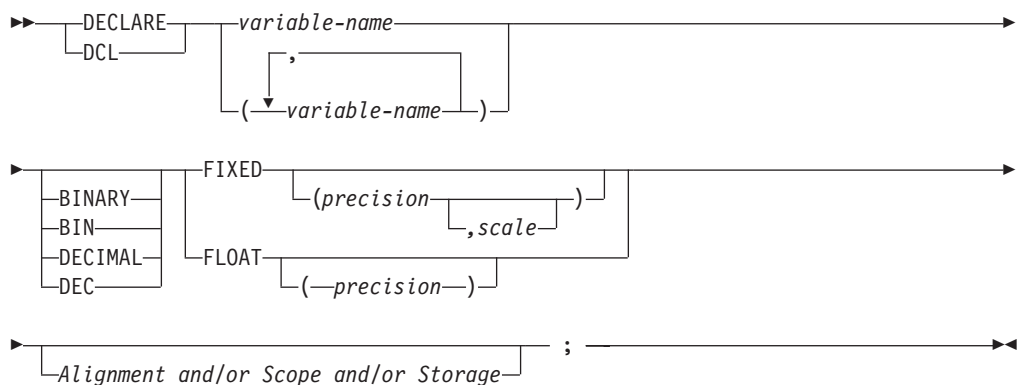 DECLARE variable-name
DCL ,
( variable-name )
FIXED
BINARY (precision )
BIN ,scale
DECIMAL FLOAT
DEC ( precision )
;
Alignment and/or Scope and/or Storage